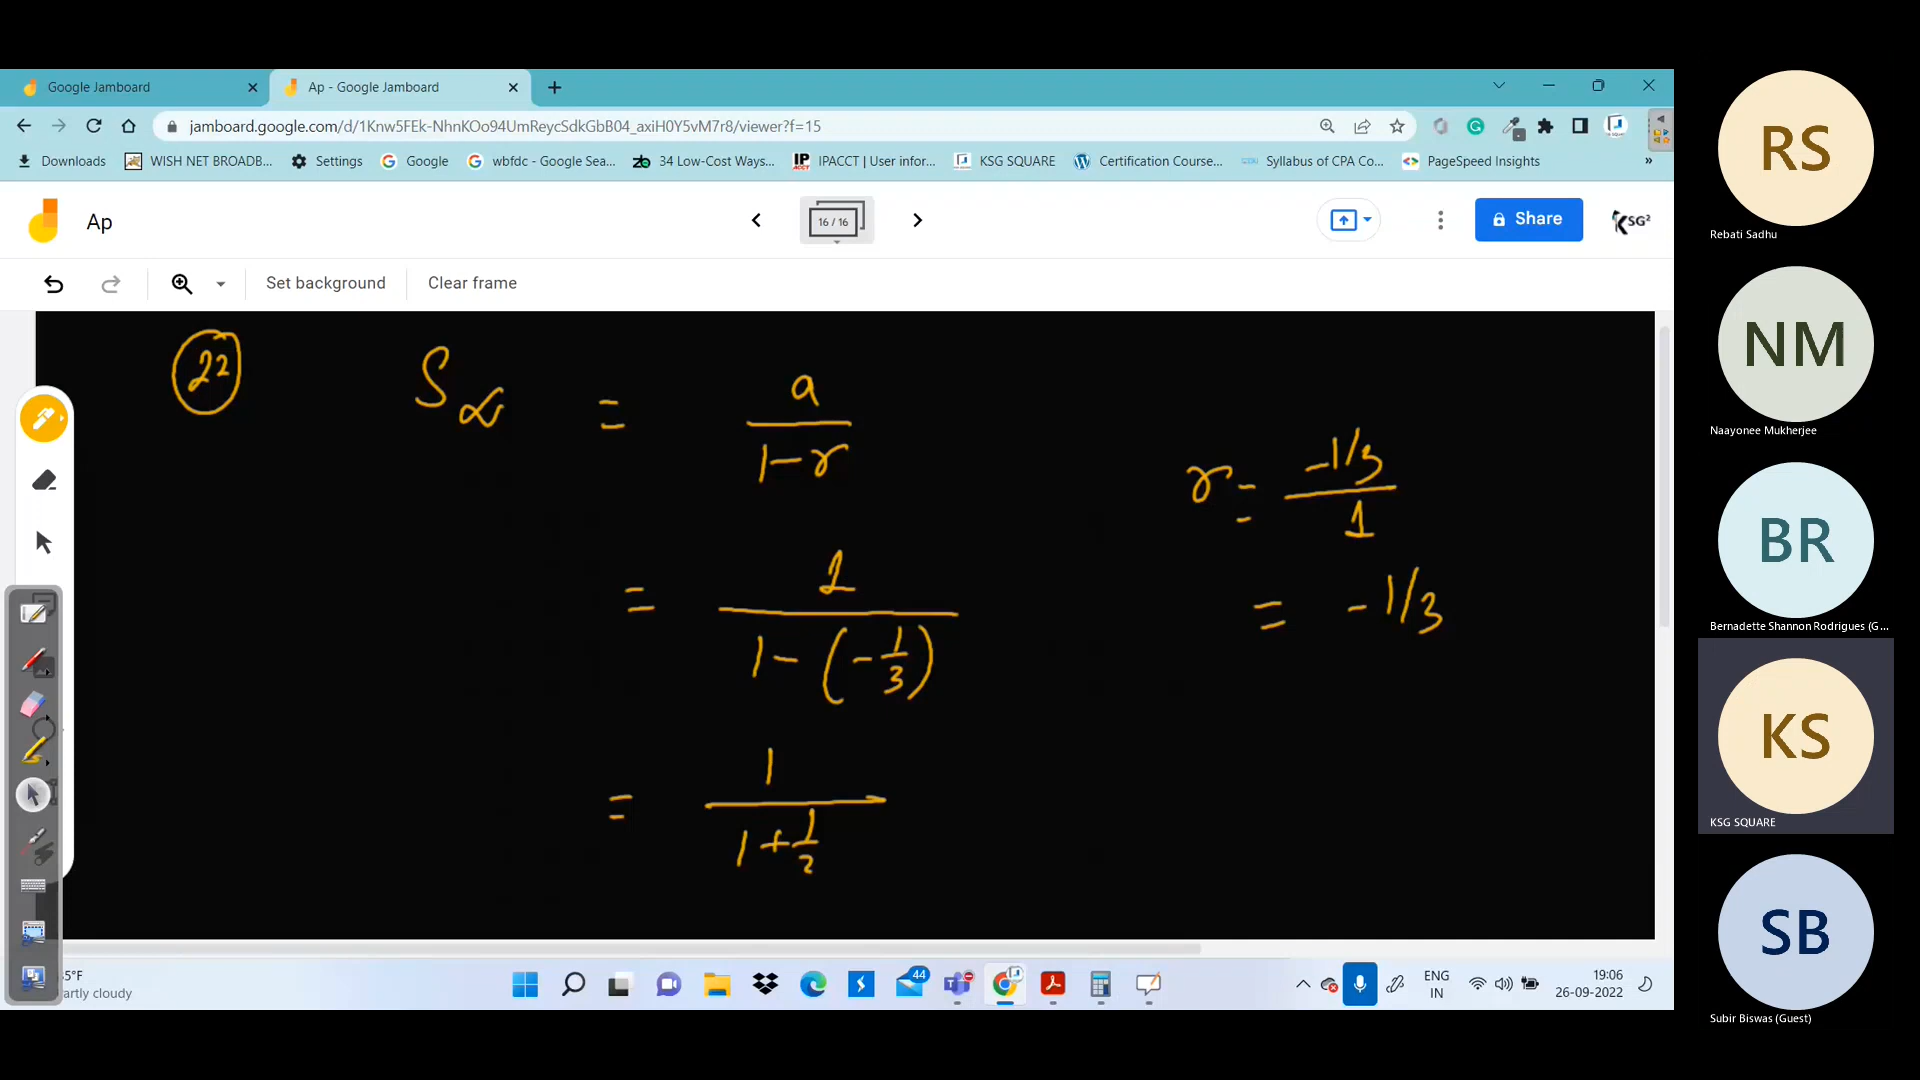 Google Jamboard
Ap - Google Jamboard
jamboard.google.com/d/1Knw5FEk-NhnKOo94UmReycSdkGbB04_axiH0Y5vM7r8/viewer?f=15
Downloads WISH NET BROADB... Settings Google wbfdc - Google Sea... 34 Low-Cost Ways... IPACCT | User infor... KSG SQUARE Certification Course... Syllabus of CPA Co... PageSpeed Insights »
Ap
16 / 16
Share
KSG²
Set background Clear frame
22
S∝ = a / 1-r
r = -1/3 / 1
= 1 / 1-(-1/3)
= -1/3
= 1 / 1+1/2
RS
Rebati Sadhu
NM
Naayonee Mukherjee
BR
Bernadette Shannon Rodrigues (G...
KS
KSG SQUARE
SB
Subir Biswas (Guest)
5°F
artly cloudy
44
ENG
IN
19:06
26-09-2022